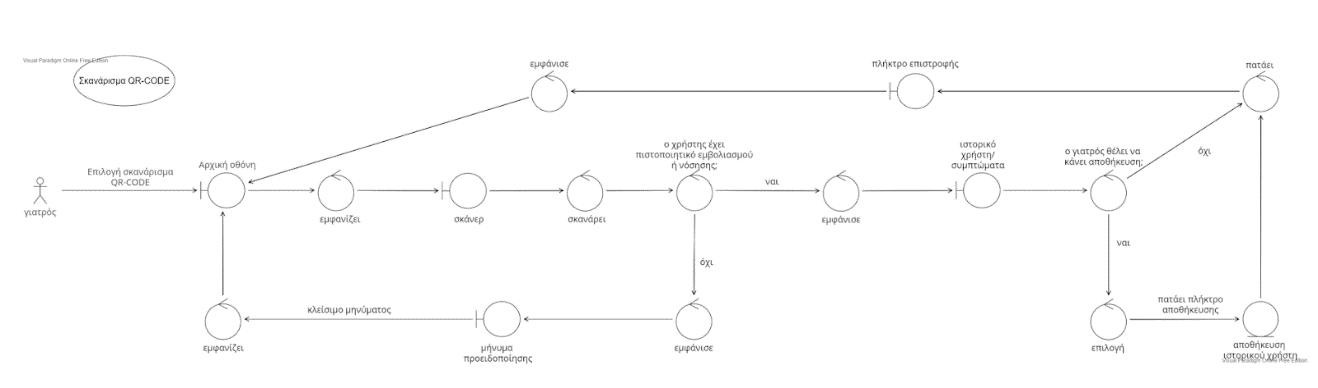 Visual Paradigm Online Free Edition
Σκανάρισμα QR-CODE
εμφάνισε
πλήκτρο επιστροφής
πατάει
ο χρήστης έχει
πιστοποιητικό εμβολιασμού
ή νόσησης;
ιστορικό
χρήστη/
συμπτώματα
ο γιατρός θέλει να
κάνει αποθήκευση;
όχι
Επιλογή σκανάρισμα
QR-CODE
Αρχική οθόνη
ναι
γιατρός
εμφανίζει
σκάνερ
σκανάρει
εμφάνισε
ναι
όχι
κλείσιμο μηνύματος
πατάει πλήκτρο
αποθήκευσης
εμφανίζει
μήνυμα
προειδοποίησης
εμφάνισε
επιλογή
αποθήκευση
ιστορικού χρήστη
Visual Paradigm Online Free Edition